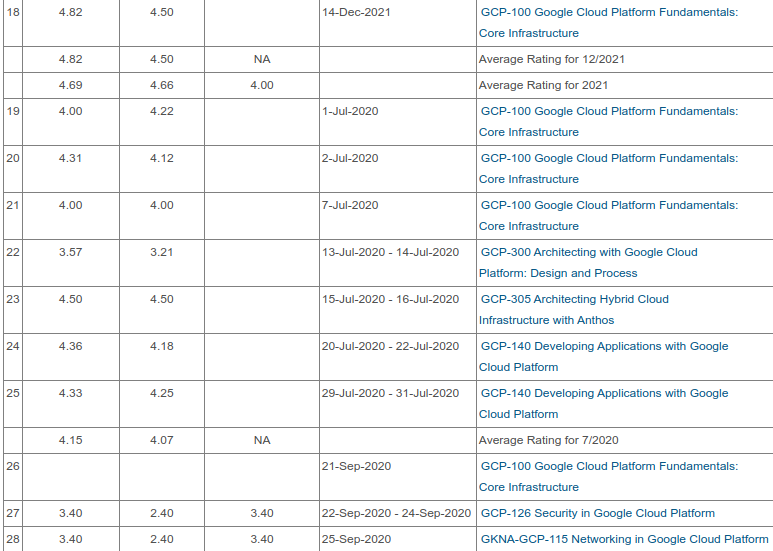 18 4.82 4.50 14-Dec-2021 GCP-100 Google Cloud Platform Fundamentals:
Core Infrastructure
4.82 4.50 NA Average Rating for 12/2021
4.69 4.66 4.00 Average Rating for 2021
19 4.00 4.22 1-Jul-2020 GCP-100 Google Cloud Platform Fundamentals:
Core Infrastructure
20 4.31 4.12 2-Jul-2020 GCP-100 Google Cloud Platform Fundamentals:
Core Infrastructure
21 4.00 4.00 7-Jul-2020 GCP-100 Google Cloud Platform Fundamentals:
Core Infrastructure
22 3.57 3.21 13-Jul-2020 - 14-Jul-2020 GCP-300 Architecting with Google Cloud
Platform: Design and Process
23 4.50 4.50 15-Jul-2020 - 16-Jul-2020 GCP-305 Architecting Hybrid Cloud
Infrastructure with Anthos
24 4.36 4.18 20-Jul-2020 - 22-Jul-2020 GCP-140 Developing Applications with Google
Cloud Platform
25 4.33 4.25 29-Jul-2020 - 31-Jul-2020 GCP-140 Developing Applications with Google
Cloud Platform
4.15 4.07 NA Average Rating for 7/2020
26 21-Sep-2020 GCP-100 Google Cloud Platform Fundamentals:
Core Infrastructure
27 3.40 2.40 3.40 22-Sep-2020 - 24-Sep-2020 GCP-126 Security in Google Cloud Platform
28 3.40 2.40 3.40 25-Sep-2020 GKNA-GCP-115 Networking in Google Cloud Platform